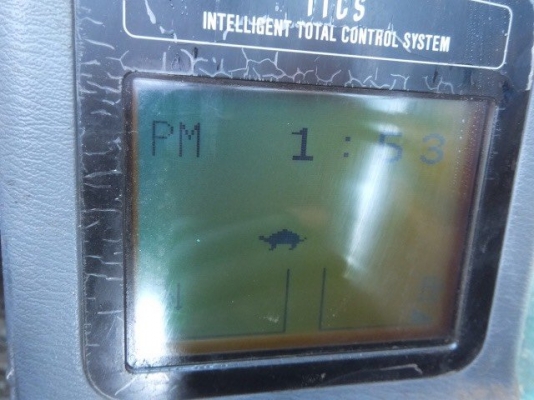 ITCS
INTELLIGENT TOTAL CONTROL SYSTEM
PM 1:53